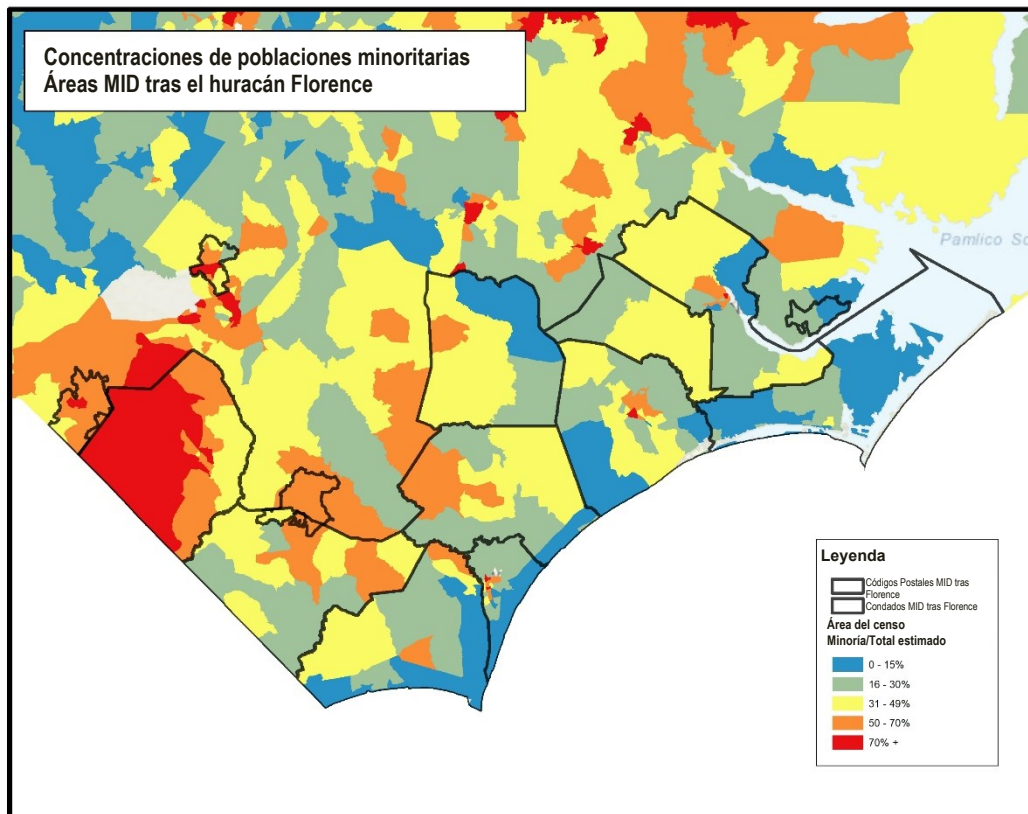 Concentraciones de poblaciones minoritarias
Áreas MID tras el huracán Florence
Pamlico So
Leyenda
Códigos Postales MID tras
Florence
Condados MID tras Florence
Área del censo
Minoría/Total estimado
0 - 15%
16 - 30%
31 - 49%
50 - 70%
70% +